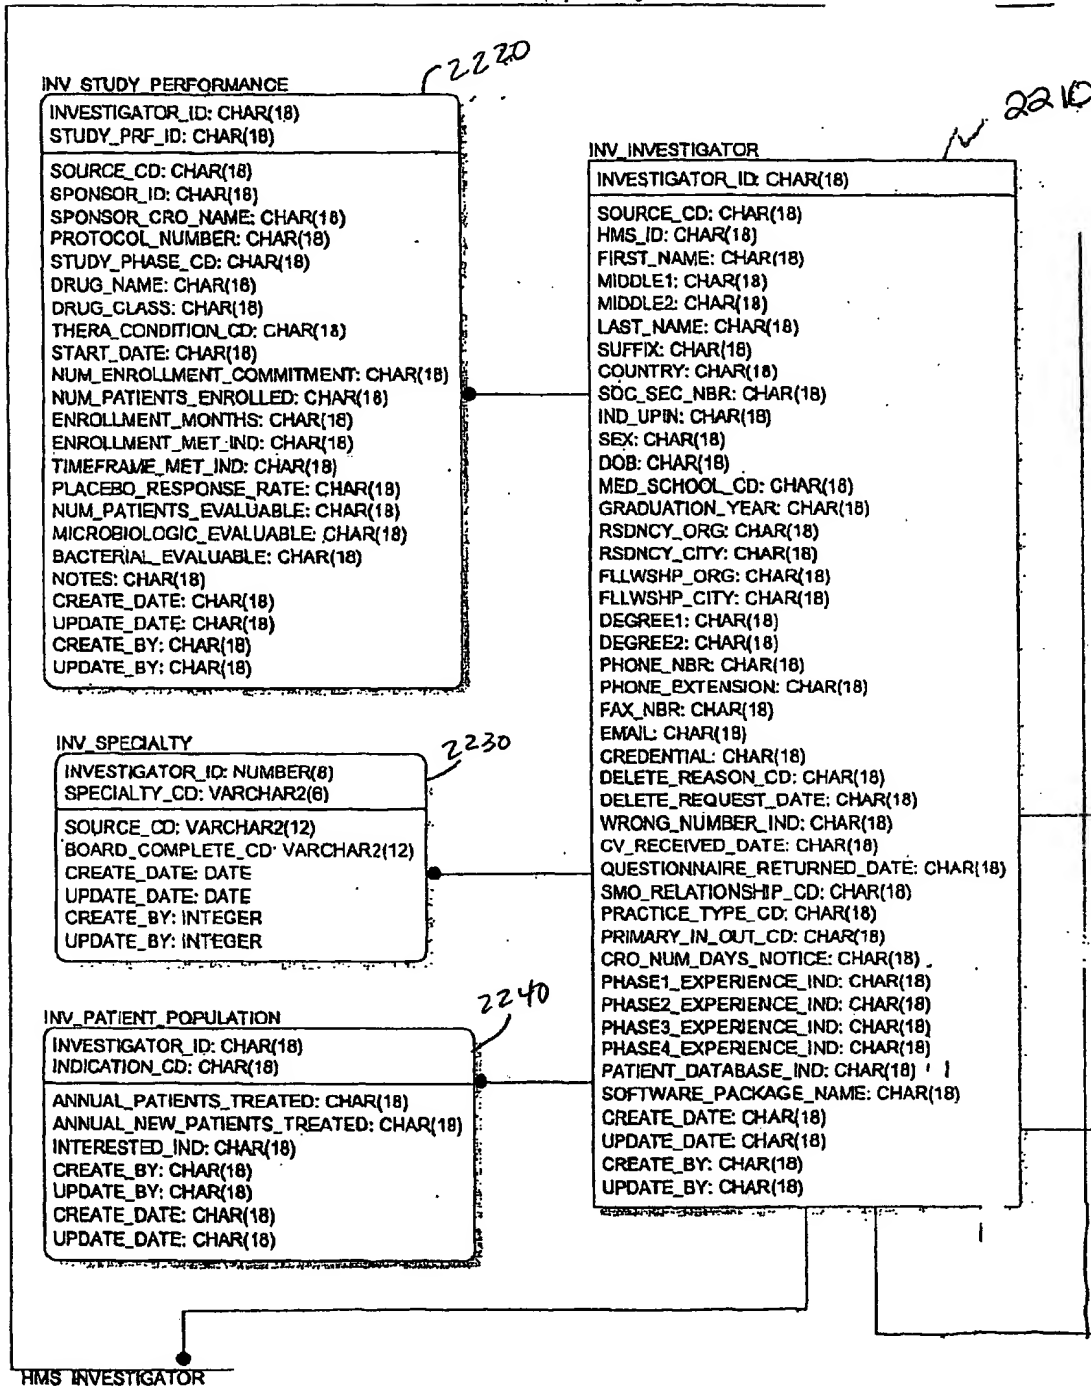 2220
INV_STUDY_PERFORMANCE
INVESTIGATOR_ID: CHAR(18)
STUDY_PRF_ID: CHAR(18)
SOURCE_CD: CHAR(18)
SPONSOR_ID: CHAR(18)
SPONSOR_CRO_NAME: CHAR(18)
PROTOCOL_NUMBER: CHAR(18)
STUDY_PHASE_CD: CHAR(18)
DRUG_NAME: CHAR(18)
DRUG_CLASS: CHAR(18)
THERA_CONDITION_CD: CHAR(18)
START_DATE: CHAR(18)
NUM_ENROLLMENT_COMMITMENT: CHAR(18)
NUM_PATIENTS_ENROLLED: CHAR(18)
ENROLLMENT_MONTHS: CHAR(18)
ENROLLMENT_MET_IND: CHAR(18)
TIMEFRAME_MET_IND: CHAR(18)
PLACEBO_RESPONSE_RATE: CHAR(18)
NUM_PATIENTS_EVALUABLE: CHAR(18)
MICROBIOLOGIC_EVALUABLE: CHAR(18)
BACTERIAL_EVALUABLE: CHAR(18)
NOTES: CHAR(18)
CREATE_DATE: CHAR(18)
UPDATE_DATE: CHAR(18)
CREATE_BY: CHAR(18)
UPDATE_BY: CHAR(18)
INV_SPECIALTY
2230
INVESTIGATOR_ID: NUMBER(8)
SPECIALTY_CD: VARCHAR2(6)
SOURCE_CD: VARCHAR2(12)
BOARD_COMPLETE_CD: VARCHAR2(12)
CREATE_DATE: DATE
UPDATE_DATE: DATE
CREATE_BY: INTEGER
UPDATE_BY: INTEGER
2240
INV_PATIENT_POPULATION
INVESTIGATOR_ID: CHAR(18)
INDICATION_CD: CHAR(18)
ANNUAL_PATIENTS_TREATED: CHAR(18)
ANNUAL_NEW_PATIENTS_TREATED: CHAR(18)
INTERESTED_IND: CHAR(18)
CREATE_BY: CHAR(18)
UPDATE_BY: CHAR(18)
CREATE_DATE: CHAR(18)
UPDATE_DATE: CHAR(18)
2210
INV_INVESTIGATOR
INVESTIGATOR_ID: CHAR(18)
SOURCE_CD: CHAR(18)
HMS_ID: CHAR(18)
FIRST_NAME: CHAR(18)
MIDDLE1: CHAR(18)
MIDDLE2: CHAR(18)
LAST_NAME: CHAR(18)
SUFFIX: CHAR(18)
COUNTRY: CHAR(18)
SOC_SEC_NBR: CHAR(18)
IND_UPIN: CHAR(18)
SEX: CHAR(18)
DOB: CHAR(18)
MED_SCHOOL_CD: CHAR(18)
GRADUATION_YEAR: CHAR(18)
RSDNCY_ORG: CHAR(18)
RSDNCY_CITY: CHAR(18)
FLLWSHP_ORG: CHAR(18)
FLLWSHP_CITY: CHAR(18)
DEGREE1: CHAR(18)
DEGREE2: CHAR(18)
PHONE_NBR: CHAR(18)
PHONE_EXTENSION: CHAR(18)
FAX_NBR: CHAR(18)
EMAIL: CHAR(18)
CREDENTIAL: CHAR(18)
DELETE_REASON_CD: CHAR(18)
DELETE_REQUEST_DATE: CHAR(18)
WRONG_NUMBER_IND: CHAR(18)
CV_RECEIVED_DATE: CHAR(18)
QUESTIONNAIRE_RETURNED_DATE: CHAR(18)
SMO_RELATIONSHIP_CD: CHAR(18)
PRACTICE_TYPE_CD: CHAR(18)
PRIMARY_IN_OUT_CD: CHAR(18)
CRO_NUM_DAYS_NOTICE: CHAR(18)
PHASE1_EXPERIENCE_IND: CHAR(18)
PHASE2_EXPERIENCE_IND: CHAR(18)
PHASE3_EXPERIENCE_IND: CHAR(18)
PHASE4_EXPERIENCE_IND: CHAR(18)
PATIENT_DATABASE_IND: CHAR(18)
SOFTWARE_PACKAGE_NAME: CHAR(18)
CREATE_DATE: CHAR(18)
UPDATE_DATE: CHAR(18)
CREATE_BY: CHAR(18)
UPDATE_BY: CHAR(18)
HMS_INVESTIGATOR